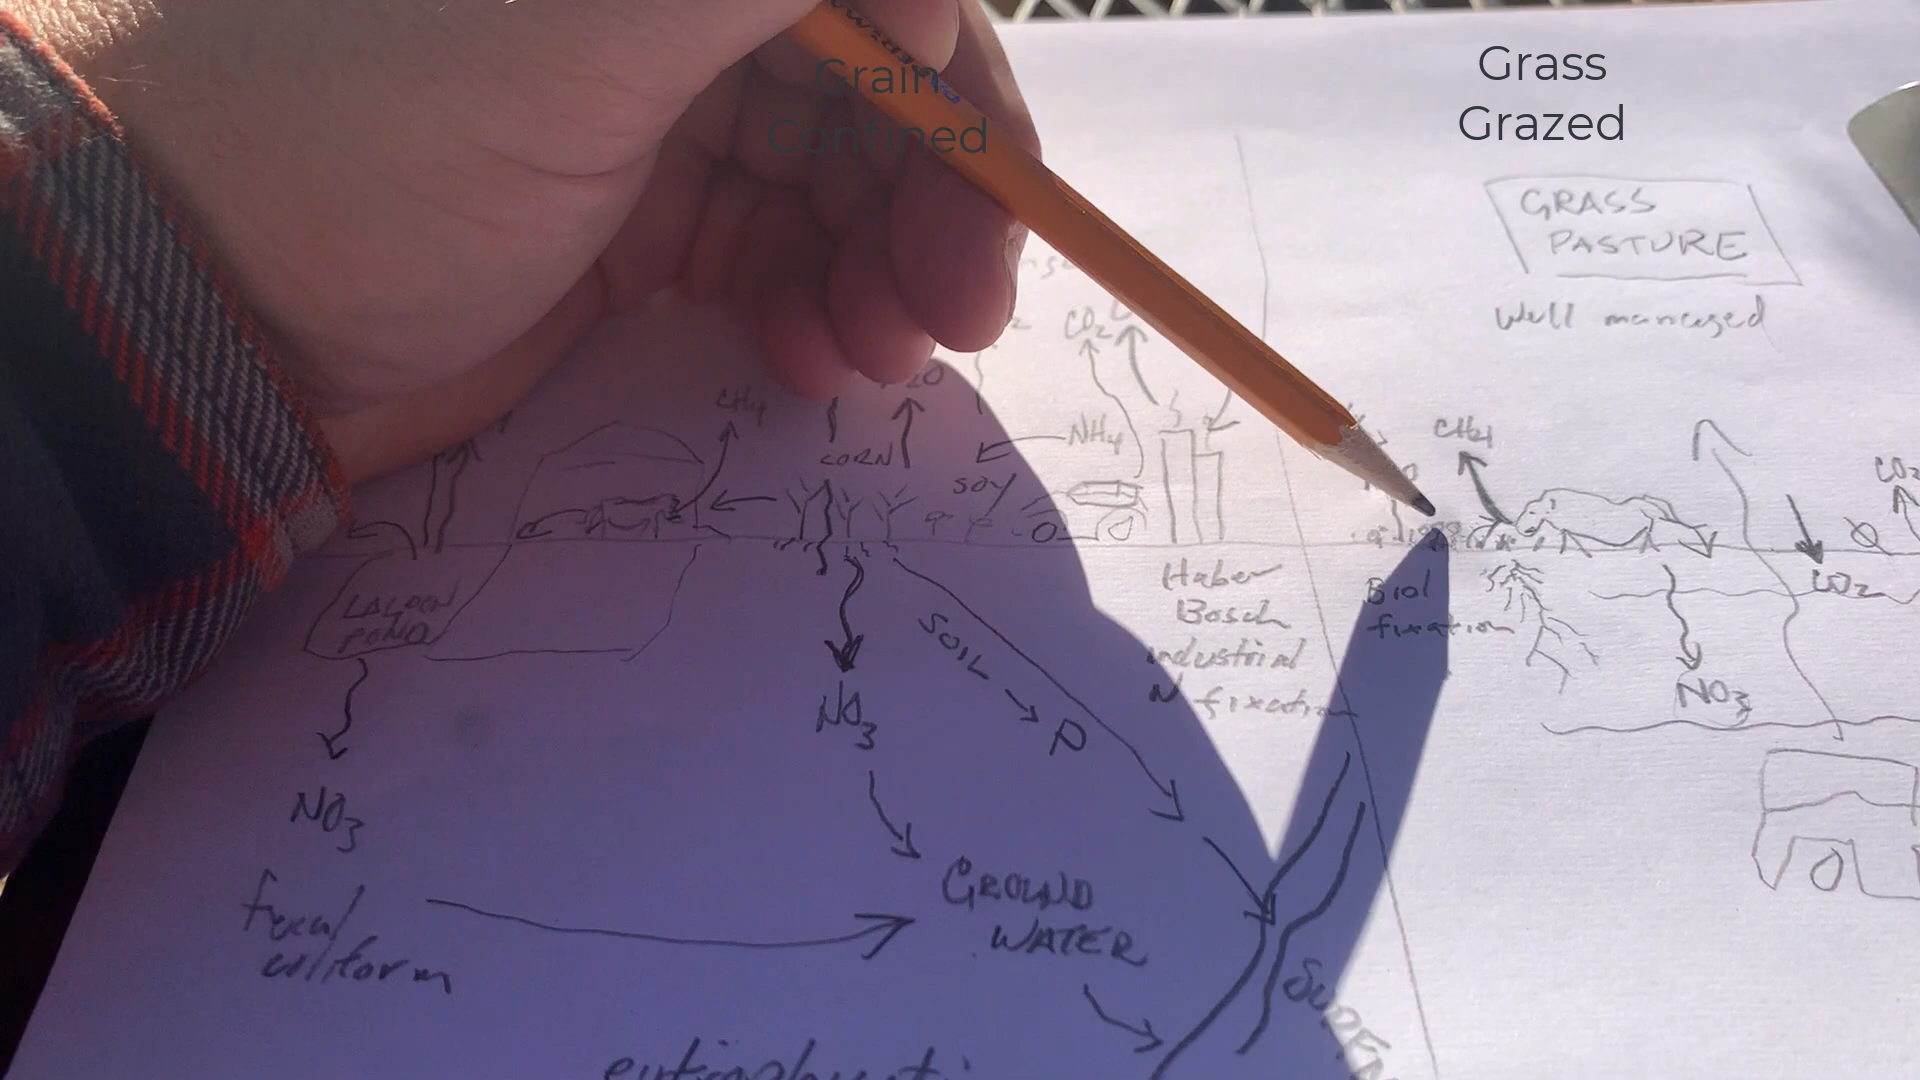 Grain
Confined
Grass
Grazed
GRASS
PASTURE
Well managed
CO2
CH4
CORN
NH4
SOY
CH4
CO2
CO2
LAGOON
POND
Haber
Bosch
industrial
N fixation
Biol
fixation
SOIL → P
NO3
NO3
NO3
fecal
coliform
GROUND
WATER